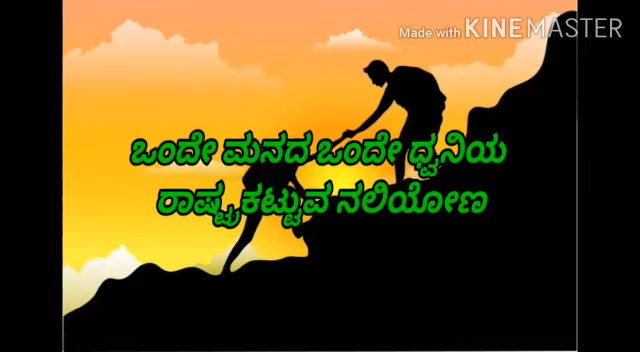 Made with KINEMASTER
ಒಂದೇ ಮನದ ಒಂದೇ ಧ್ವನಿಯ
ರಾಷ್ಟ್ರಕಟ್ಟುವ ನಲಿಯೋಣ